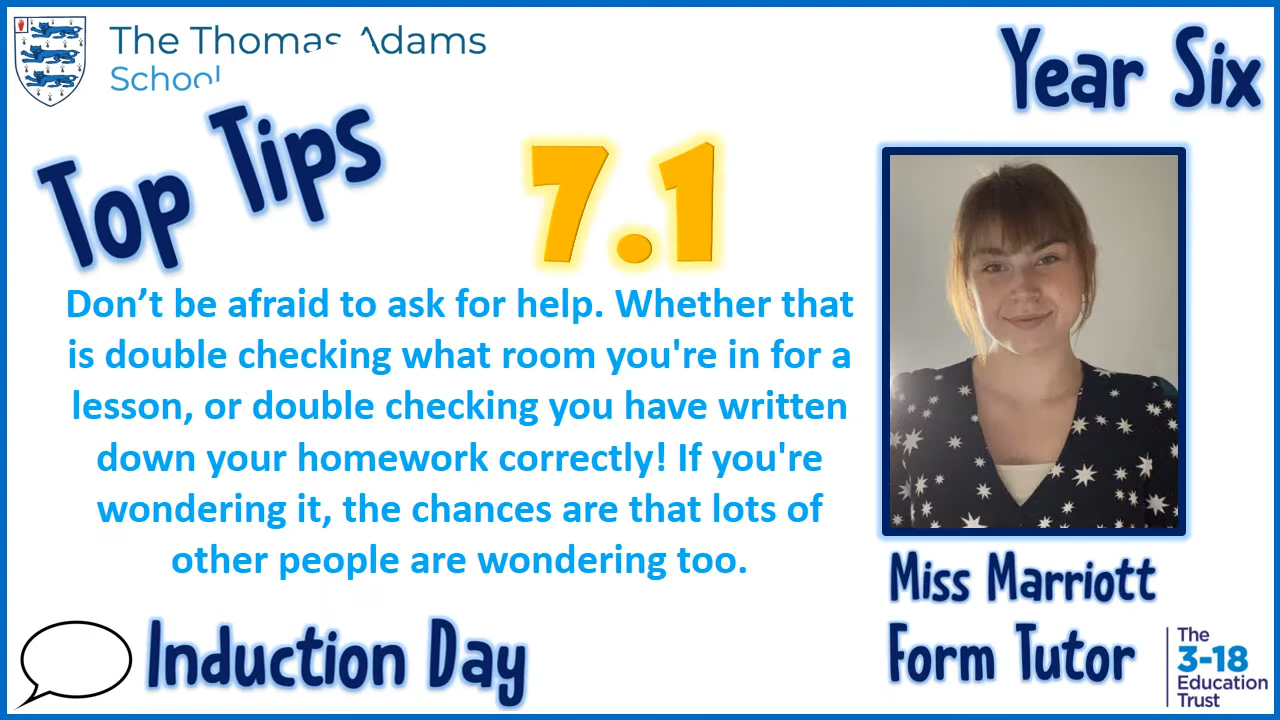 The Thomas Adams
School
Year Six
Top Tips
7.1
Don’t be afraid to ask for help. Whether that
is double checking what room you're in for a
lesson, or double checking you have written
down your homework correctly! If you're
wondering it, the chances are that lots of
other people are wondering too.
Miss Marriott
Form Tutor
Induction Day
The
3-18
Education
Trust